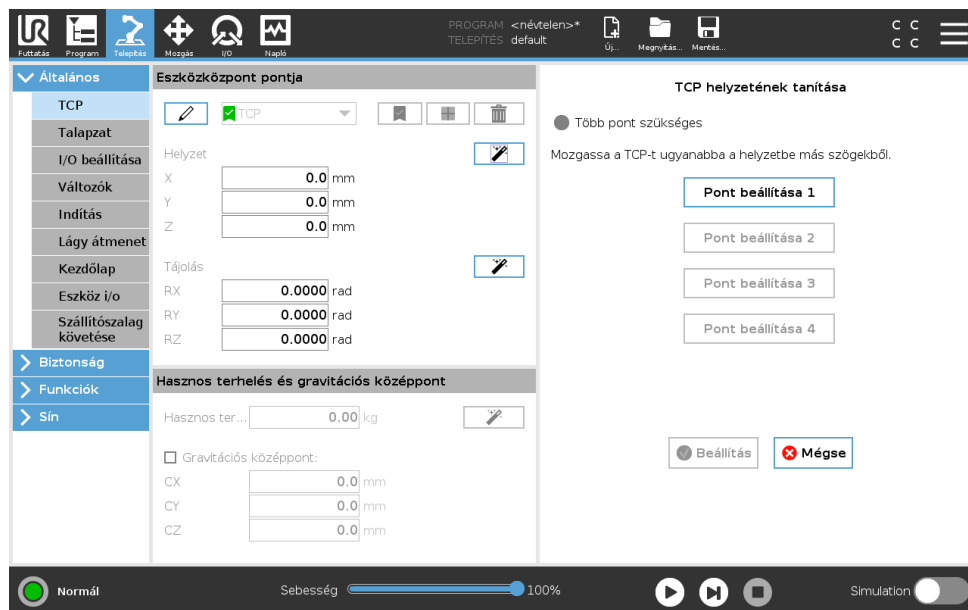 PROGRAM <névtelen>*
TELEPÍTÉS default
Futtatás Program Telepítés Mozgás I/O Napló Új... Megnyitás... Mentés...
C C
C C
Általános
TCP
Talapzat
I/O beállítása
Változók
Indítás
Lágy átmenet
Kezdőlap
Eszköz i/o
Szállítószalag
követése
Biztonság
Funkciók
Sín
Eszközközpont pontja
TCP
Helyzet
X 0.0 mm
Y 0.0 mm
Z 0.0 mm
Tájolás
RX 0.0000 rad
RY 0.0000 rad
RZ 0.0000 rad
Hasznos terhelés és gravitációs középpont
Hasznos ter... 0.00 kg
Gravitációs középpont:
CX 0.0 mm
CY 0.0 mm
CZ 0.0 mm
TCP helyzetének tanítása
Több pont szükséges
Mozgassa a TCP-t ugyanabba a helyzetbe más szögekből.
Pont beállítása 1
Pont beállítása 2
Pont beállítása 3
Pont beállítása 4
Beállítás Mégse
Normál Sebesség 100% Simulation